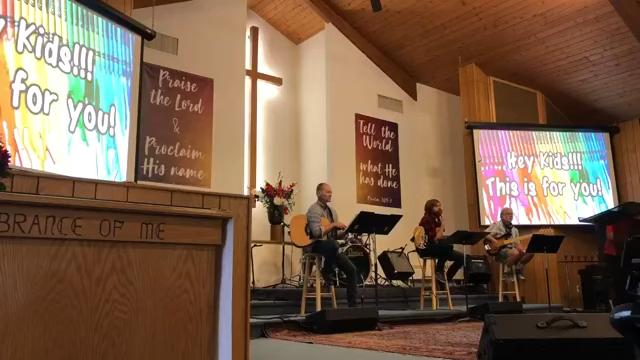 Kids!!!
for you!
Praise
the Lord
&
Proclaim
His name
Tell the
World
what He
has done
Hey Kids!!!
This is for you!
BRANCE OF ME